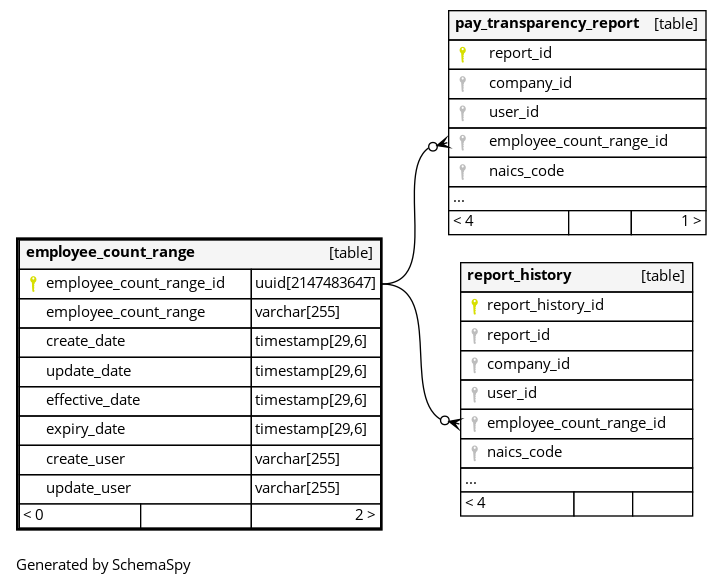 pay_transparency_report [table]
report_id
company_id
user_id
employee_count_range_id
naics_code
...
< 4 1 >
employee_count_range [table]
employee_count_range_id uuid[2147483647]
employee_count_range varchar[255]
create_date timestamp[29,6]
update_date timestamp[29,6]
effective_date timestamp[29,6]
expiry_date timestamp[29,6]
create_user varchar[255]
update_user varchar[255]
< 0 2 >
report_history [table]
report_history_id
report_id
company_id
user_id
employee_count_range_id
naics_code
...
< 4
Generated by SchemaSpy